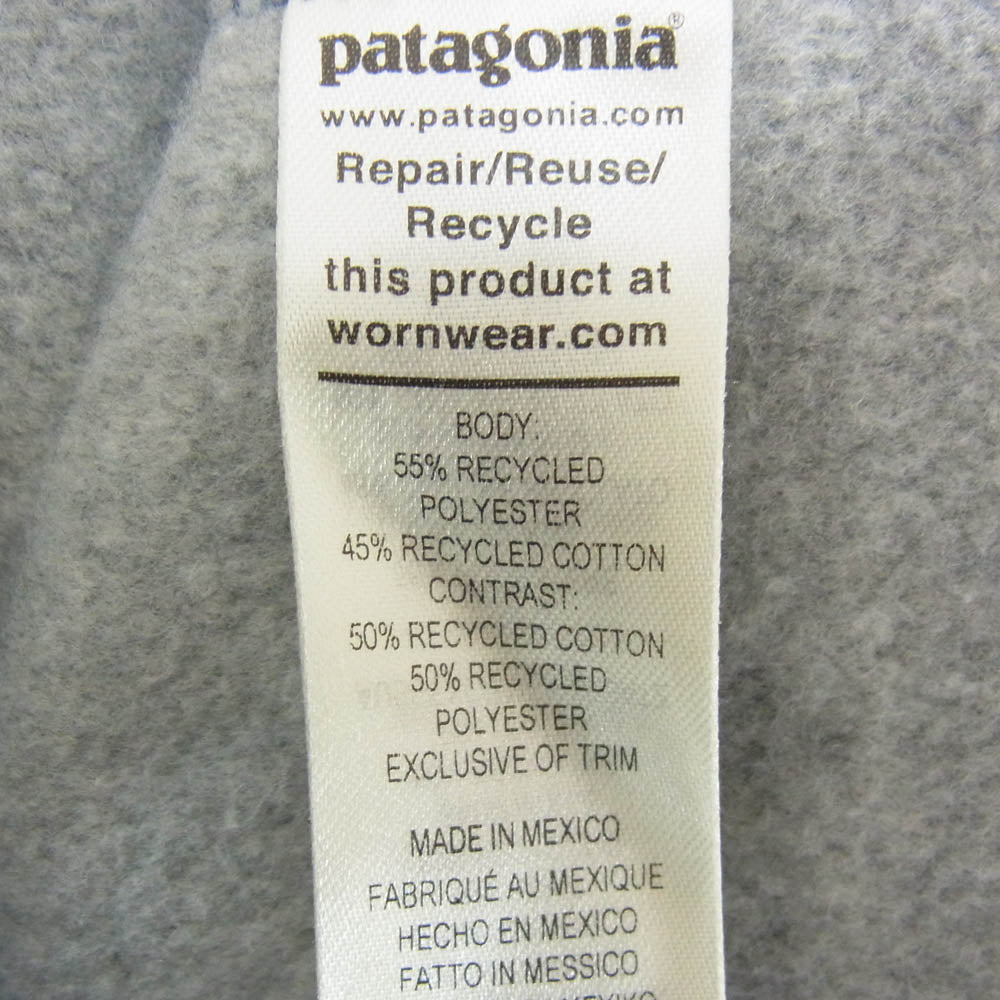 patagonia®
www.patagonia.com
Repair/Reuse/
Recycle
this product at
wornwear.com
BODY:
55% RECYCLED
POLYESTER
45% RECYCLED COTTON
CONTRAST:
50% RECYCLED COTTON
50% RECYCLED
POLYESTER
EXCLUSIVE OF TRIM
MADE IN MEXICO
FABRIQUÉ AU MEXIQUE
HECHO EN MEXICO
FATTO IN MESSICO